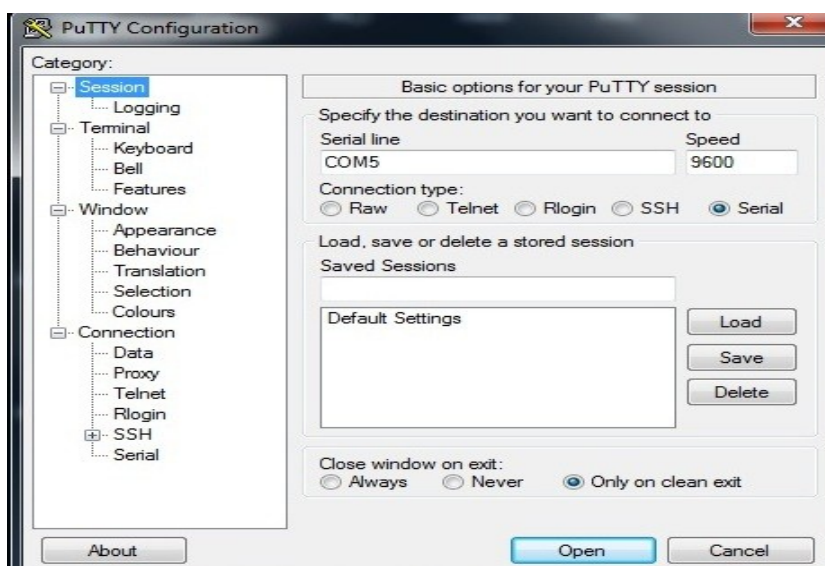 PuTTY Configuration
Category:
Session
Logging
Terminal
Keyboard
Bell
Features
Window
Appearance
Behaviour
Translation
Selection
Colours
Connection
Data
Proxy
Telnet
Rlogin
SSH
Serial
Basic options for your PuTTY session
Specify the destination you want to connect to
Serial line Speed
COM5 9600
Connection type:
Raw Telnet Rlogin SSH Serial
Load, save or delete a stored session
Saved Sessions
Default Settings
Load
Save
Delete
Close window on exit:
Always Never Only on clean exit
About Open Cancel